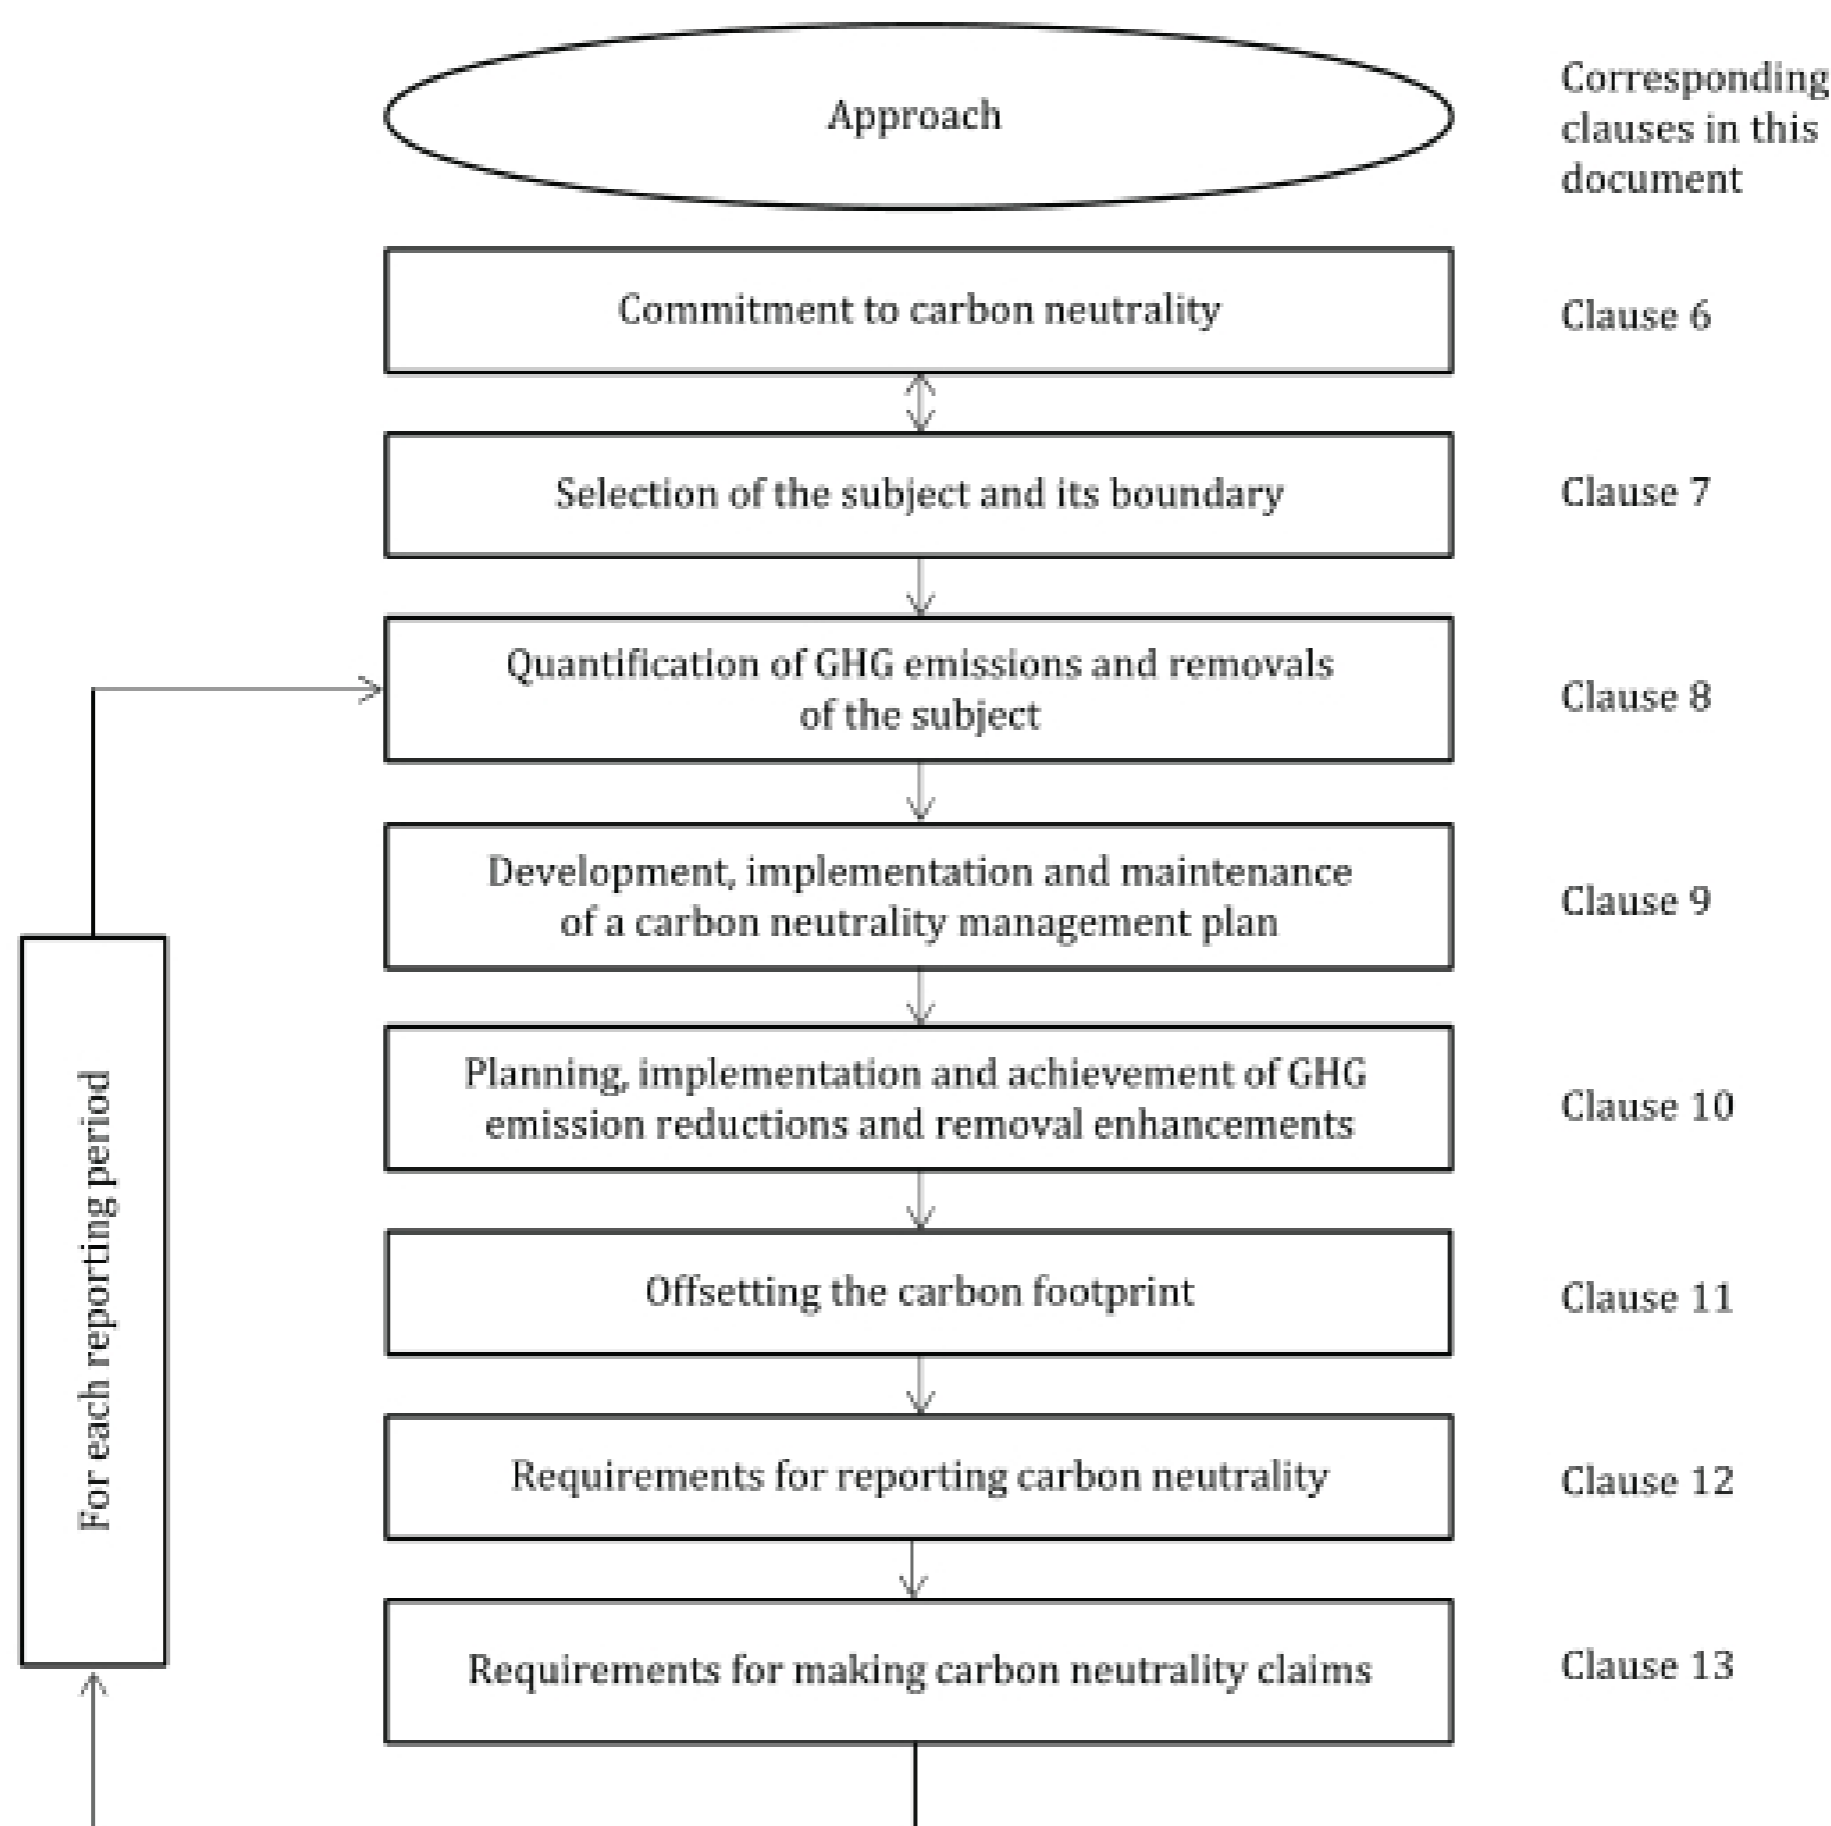 Approach
Corresponding
clauses in this
document
Commitment to carbon neutrality
Clause 6
Selection of the subject and its boundary
Clause 7
Quantification of GHG emissions and removals
of the subject
Clause 8
Development, implementation and maintenance
of a carbon neutrality management plan
Clause 9
Planning, implementation and achievement of GHG
emission reductions and removal enhancements
Clause 10
Offsetting the carbon footprint
Clause 11
Requirements for reporting carbon neutrality
Clause 12
Requirements for making carbon neutrality claims
Clause 13
For each reporting period